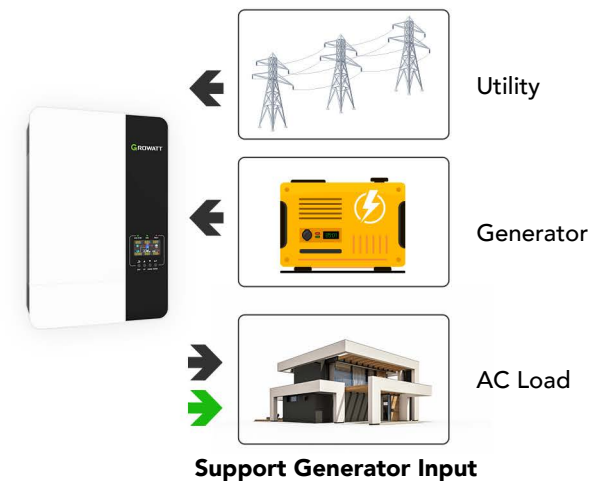 Utility
GROWATT
Generator
AC Load
Support Generator Input